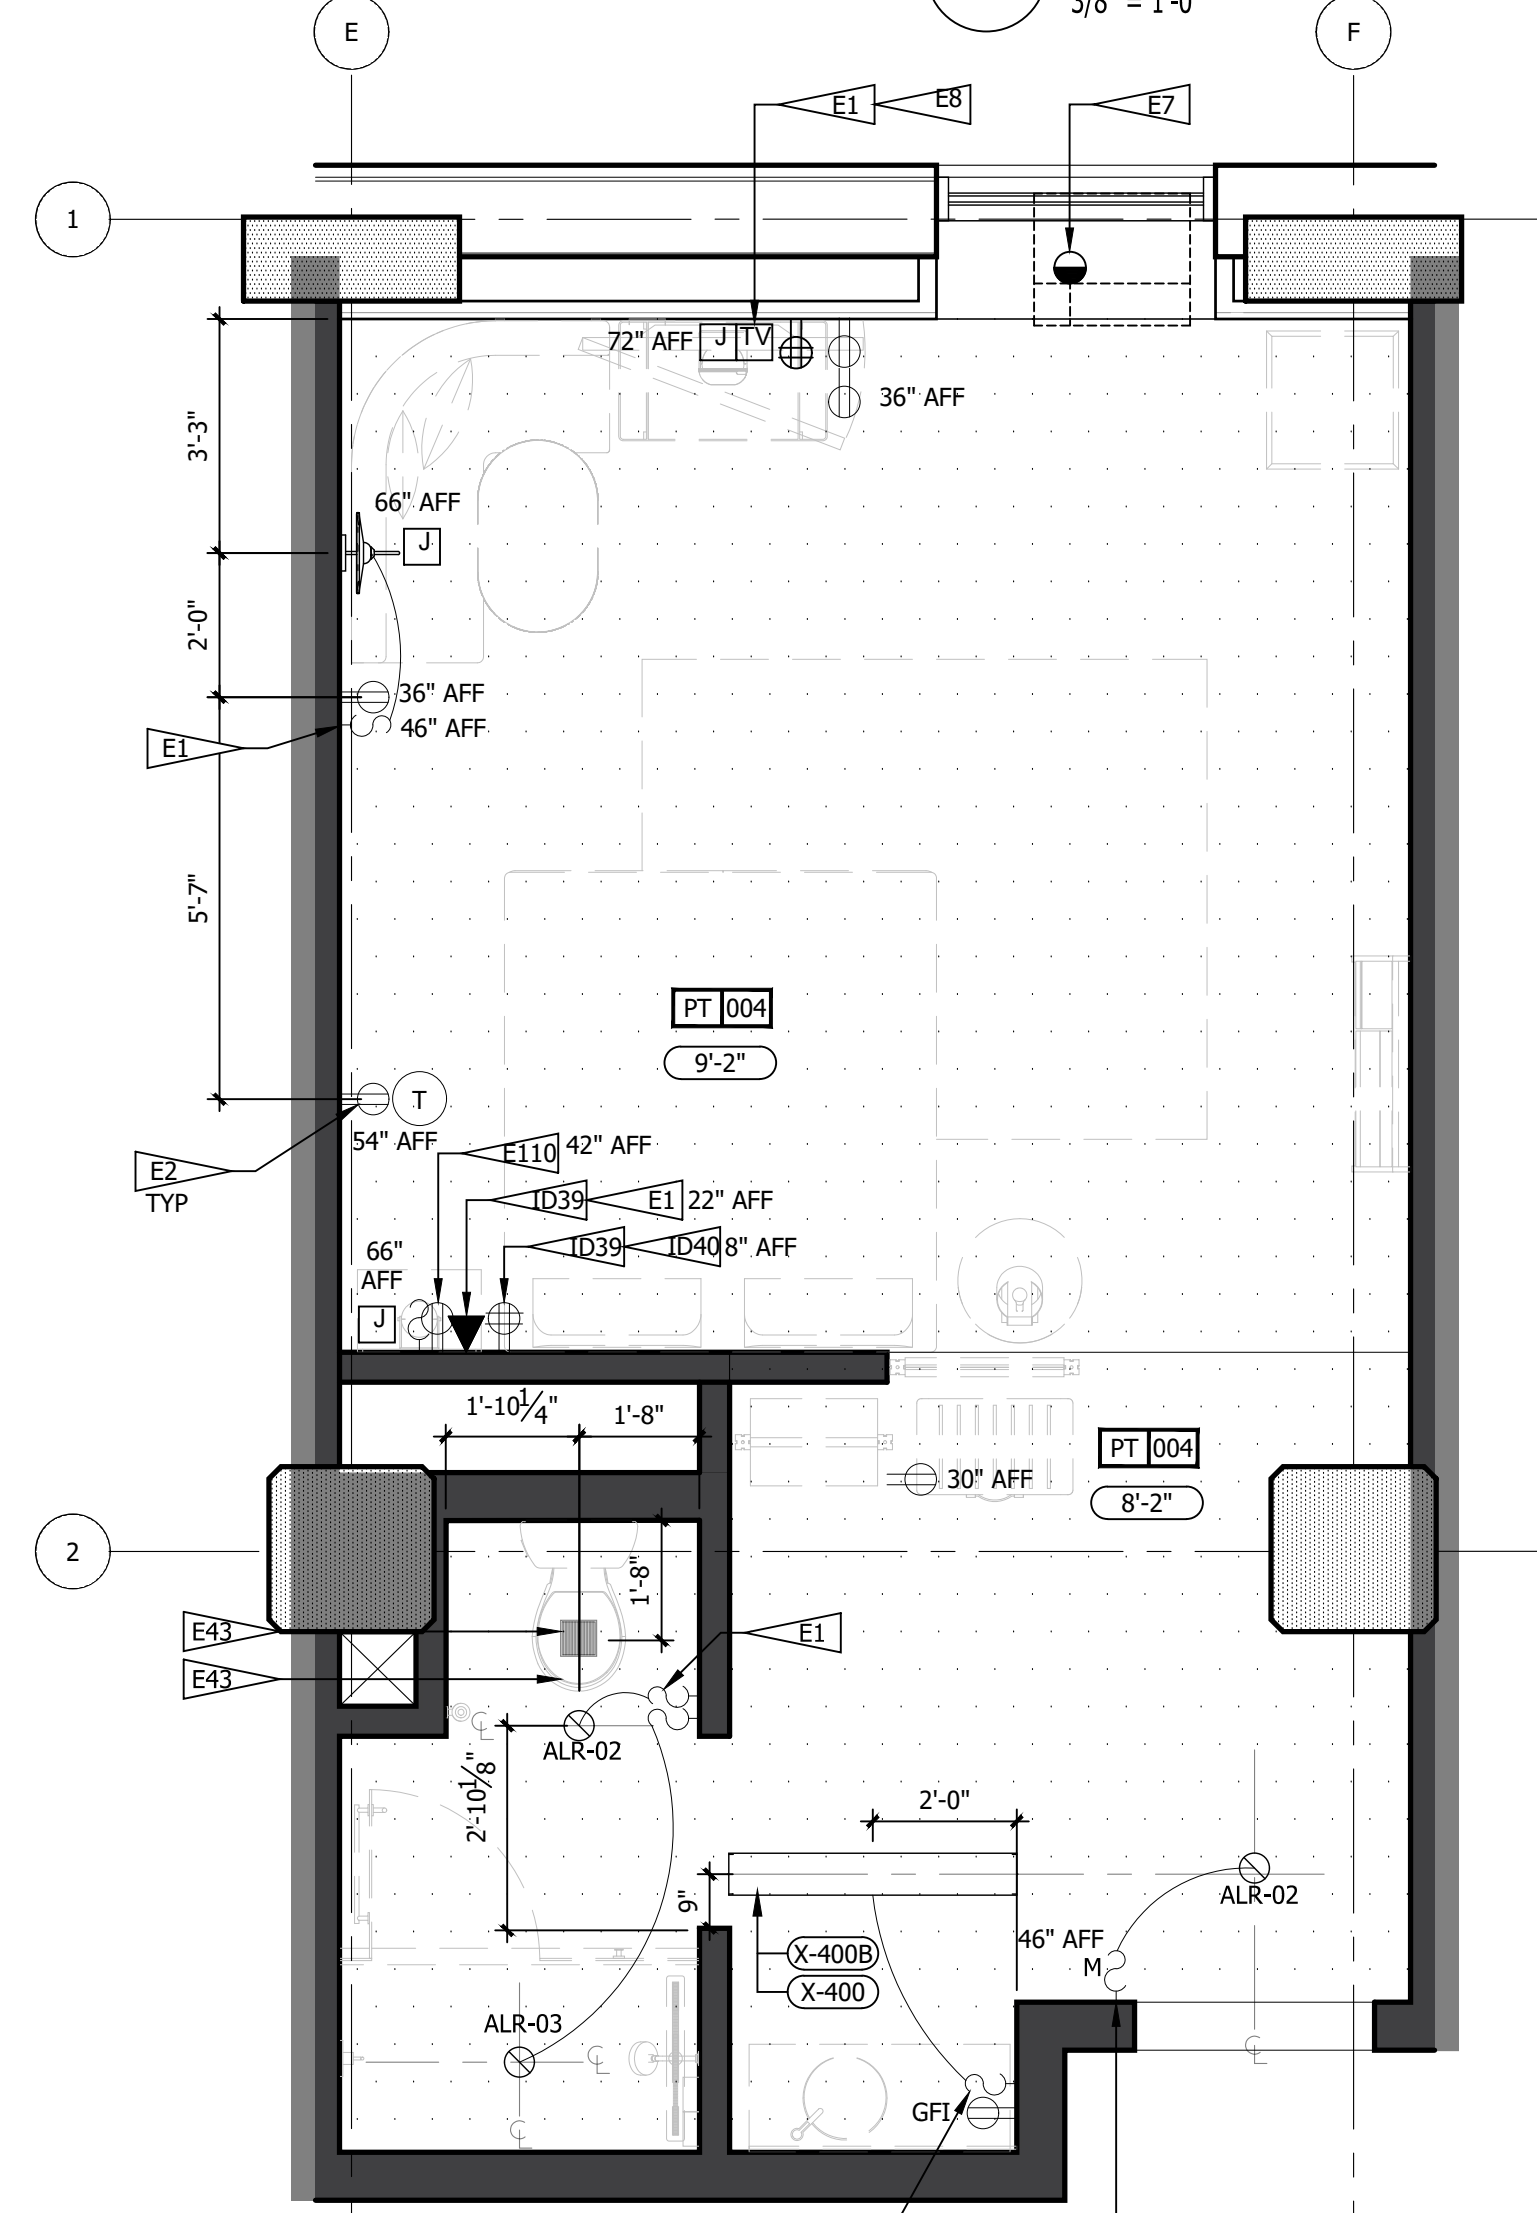 3/8" = 1'-0"
E
F
E1
E8
E7
1
72" AFF
J
TV
36" AFF
3'-3"
66" AFF
J
2'-0"
36" AFF
46" AFF
E1
5'-7"
PT 004
9'-2"
T
54" AFF
E2
TYP
E110 42" AFF
ID39 E1 22" AFF
ID39 ID40 8" AFF
66"
AFF
J
1'-10 1/4"
1'-8"
PT 004
30" AFF
8'-2"
2
1'-8"
E43
E1
E43
CL
ALR-02
2'-10 1/8"
2'-0"
9"
ALR-02
46" AFF
M
X-400B
X-400
ALR-03
CL
CL
CL
GFI